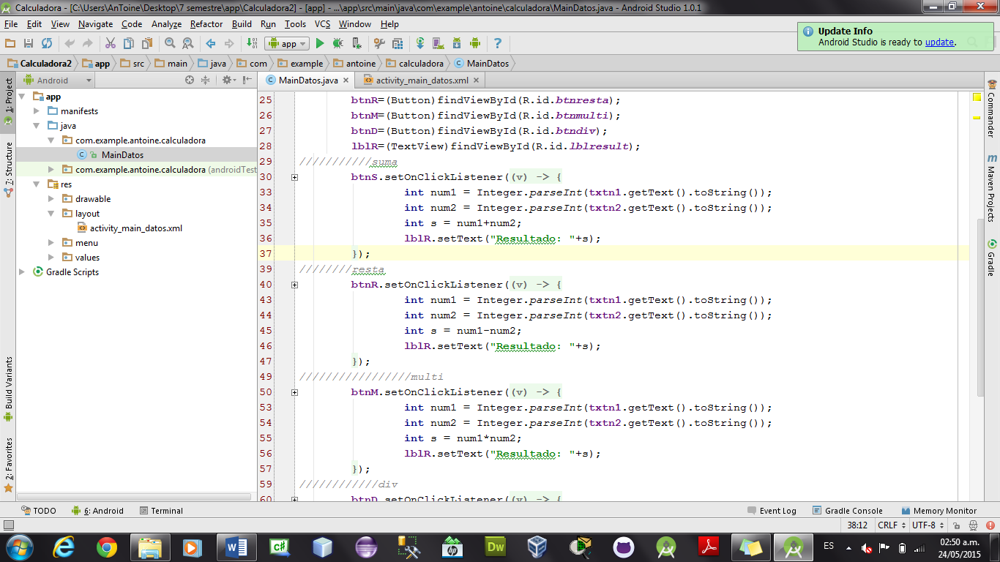 Calculadora - [C:\Users\AnToine\Desktop\7 semestre\app\Calculadora2] - [app] - ...\app\src\main\java\com\example\antoine\calculadora\MainDatos.java - Android Studio 1.0.1
File Edit View Navigate Code Analyze Refactor Build Run Tools VCS Window Help
Update Info
Android Studio is ready to update.
app
Calculadora2 app src main java com example antoine calculadora MainDatos
Android
MainDatos.java activity_main_datos.xml
1: Project
7: Structure
Build Variants
2: Favorites
app
manifests
java
com.example.antoine.calculadora
MainDatos
com.example.antoine.calculadora (androidTest
res
drawable
layout
activity_main_datos.xml
menu
values
Gradle Scripts
25 btnR=(Button)findViewById(R.id.btnresta);
26 btnM=(Button)findViewById(R.id.btnmulti);
27 btnD=(Button)findViewById(R.id.btndiv);
28 lblR=(TextView)findViewById(R.id.lblresult);
29 ///////////suma
30 btnS.setOnClickListener((v) -> {
33 int num1 = Integer.parseInt(txtn1.getText().toString());
34 int num2 = Integer.parseInt(txtn2.getText().toString());
35 int s = num1+num2;
36 lblR.setText("Resultado: "+s);
37 });
39 ////////resta
40 btnR.setOnClickListener((v) -> {
43 int num1 = Integer.parseInt(txtn1.getText().toString());
44 int num2 = Integer.parseInt(txtn2.getText().toString());
45 int s = num1-num2;
46 lblR.setText("Resultado: "+s);
47 });
49 /////////////////multi
50 btnM.setOnClickListener((v) -> {
53 int num1 = Integer.parseInt(txtn1.getText().toString());
54 int num2 = Integer.parseInt(txtn2.getText().toString());
55 int s = num1*num2;
56 lblR.setText("Resultado: "+s);
57 });
59 ////////////div
60 btnD.setOnClickListener((v) -> {
Commander
Maven Projects
Gradle
TODO 6: Android Terminal Event Log Gradle Console Memory Monitor
38:12 CRLF UTF-8
ES 02:50 a.m.
24/05/2015